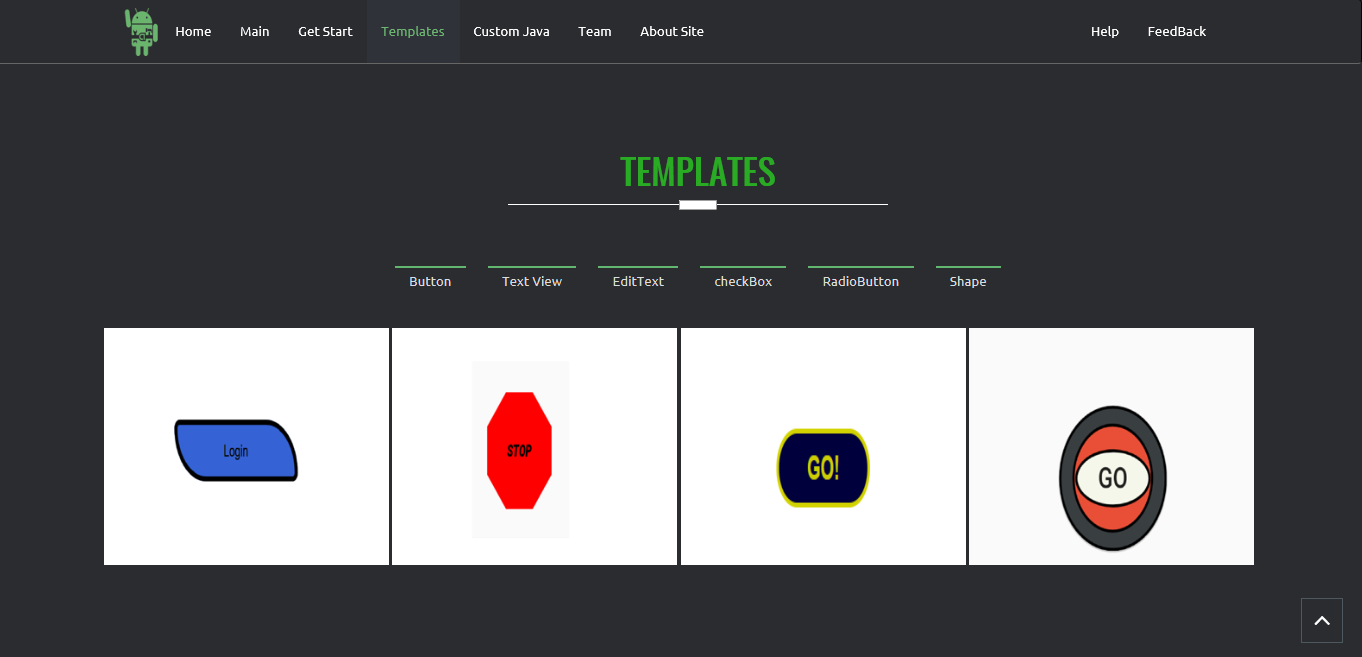 Home Main Get Start Templates Custom Java Team About Site Help FeedBack
TEMPLATES
Button Text View EditText checkBox RadioButton Shape
Login STOP GO! GO